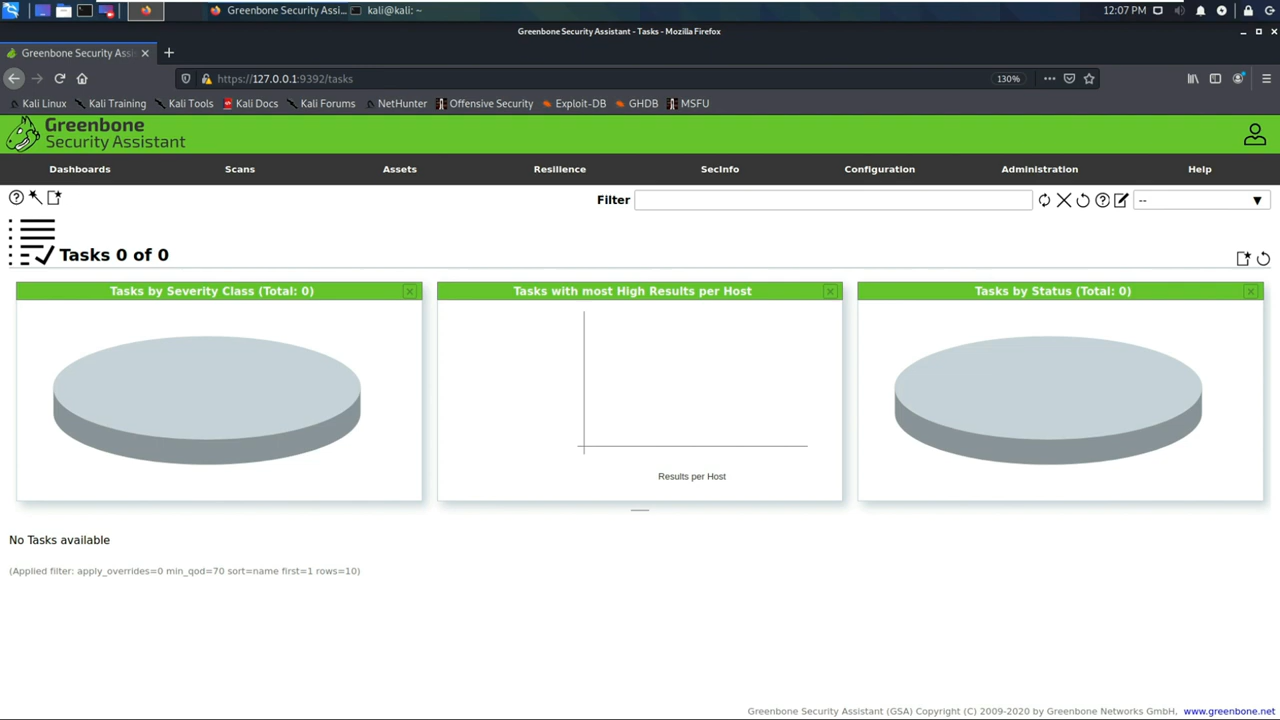 Greenbone Security Assi...
kali@kali: ~
12:07 PM
Greenbone Security Assistant - Tasks - Mozilla Firefox
Greenbone Security Assi
https://127.0.0.1:9392/tasks
130%
Kali Linux
Kali Training
Kali Tools
Kali Docs
Kali Forums
NetHunter
Offensive Security
Exploit-DB
GHDB
MSFU
Greenbone
Security Assistant
Dashboards
Scans
Assets
Resilience
SecInfo
Configuration
Administration
Help
Filter
--
Tasks 0 of 0
Tasks by Severity Class (Total: 0)
Tasks with most High Results per Host
Tasks by Status (Total: 0)
Results per Host
No Tasks available
(Applied filter: apply_overrides=0 min_qod=70 sort=name first=1 rows=10)
Greenbone Security Assistant (GSA) Copyright (C) 2009-2020 by Greenbone Networks GmbH, www.greenbone.net